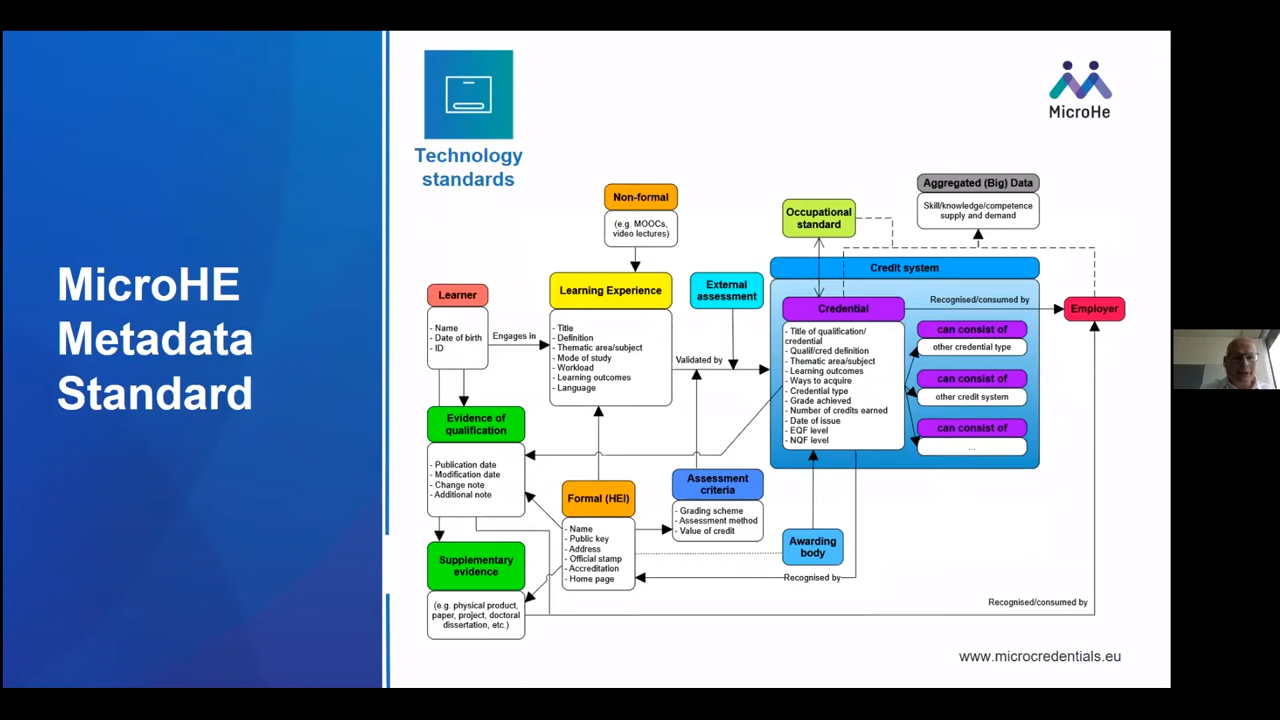 MicroHE
Metadata
Standard
Technology
standards
MicroHe
Non-formal
(e.g. MOOCs,
video lectures)
Aggregated (Big) Data
Skill/knowledge/competence
supply and demand
Occupational
standard
Learner
- Name
- Date of birth
- ID
Engages in
Learning Experience
- Title
- Definition
- Thematic area/subject
- Mode of study
- Workload
- Learning outcomes
- Language
External
assessment
Validated by
Credit system
Credential
- Title of qualification/
credential
- Qualif/cred definition
- Thematic area/subject
- Learning outcomes
- Ways to acquire
- Credential type
- Grade achieved
- Number of credits earned
- Date of issue
- EQF level
- NQF level
Recognised/consumed by
can consist of
other credential type
can consist of
other credit system
can consist of
...
Employer
Evidence of
qualification
- Publication date
- Modification date
- Change note
- Additional note
Formal (HEI)
- Name
- Public key
- Address
- Official stamp
- Accreditation
- Home page
Assessment
criteria
- Grading scheme
- Assessment method
- Value of credit
Awarding
body
Recognised by
Supplementary
evidence
(e.g. physical product,
paper, project, doctoral
dissertation, etc.)
Recognised/consumed by
www.microcredentials.eu